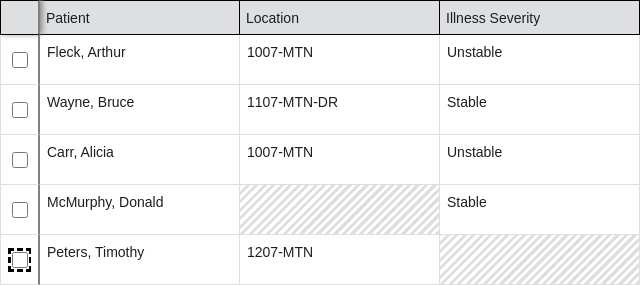 Patient Location Illness Severity
Fleck, Arthur 1007-MTN Unstable
Wayne, Bruce 1107-MTN-DR Stable
Carr, Alicia 1007-MTN Unstable
McMurphy, Donald Stable
Peters, Timothy 1207-MTN